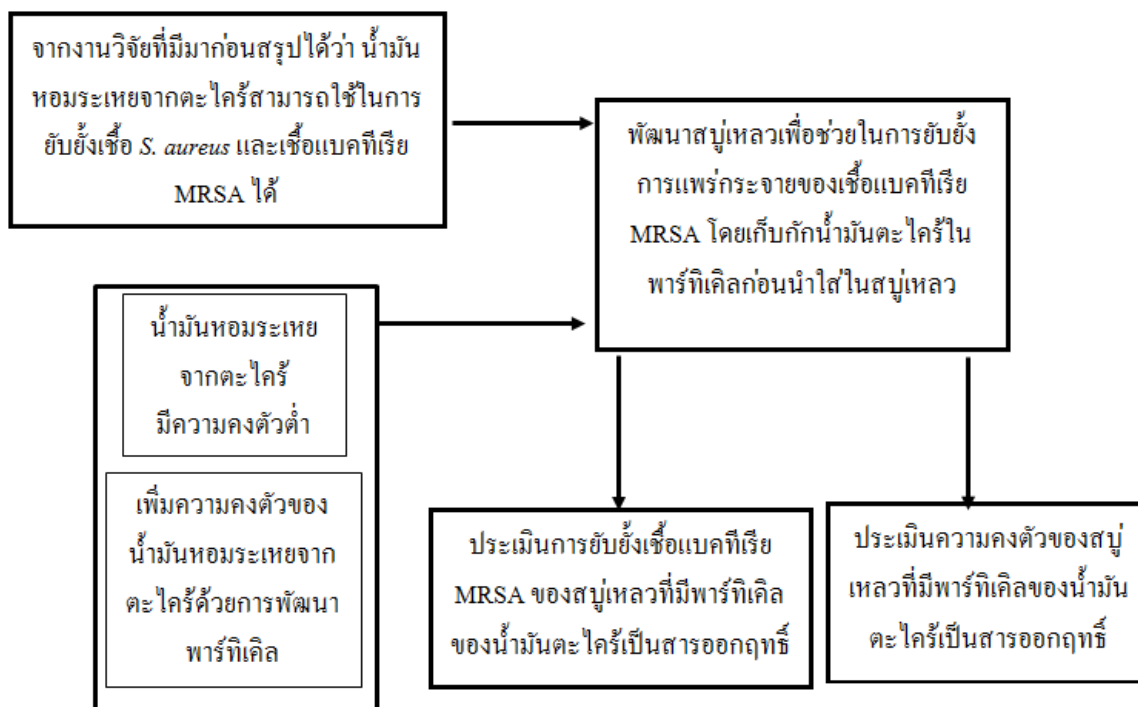 จากงานวิจัยที่มีมาก่อนสรุปได้ว่า น้ำมัน
หอมระเหยจากตะไคร้สามารถใช้ในการ
ยับยั้งเชื้อ S. aureus และเชื้อแบคทีเรีย
MRSA ได้
พัฒนาสบู่เหลวเพื่อช่วยในการยับยั้ง
การแพร่กระจายของเชื้อแบคทีเรีย
MRSA โดยเก็บกักน้ำมันตะไคร้ใน
พาร์ทิเคิลก่อนนำใส่ในสบู่เหลว
น้ำมันหอมระเหย
จากตะไคร้
มีความคงตัวต่ำ
เพิ่มความคงตัวของ
น้ำมันหอมระเหยจาก
ตะไคร้ด้วยการพัฒนา
พาร์ทิเคิล
ประเมินการยับยั้งเชื้อแบคทีเรีย
MRSA ของสบู่เหลวที่มีพาร์ทิเคิล
ของน้ำมันตะไคร้เป็นสารออกฤทธิ์
ประเมินความคงตัวของสบู่
เหลวที่มีพาร์ทิเคิลของน้ำมัน
ตะไคร้เป็นสารออกฤทธิ์